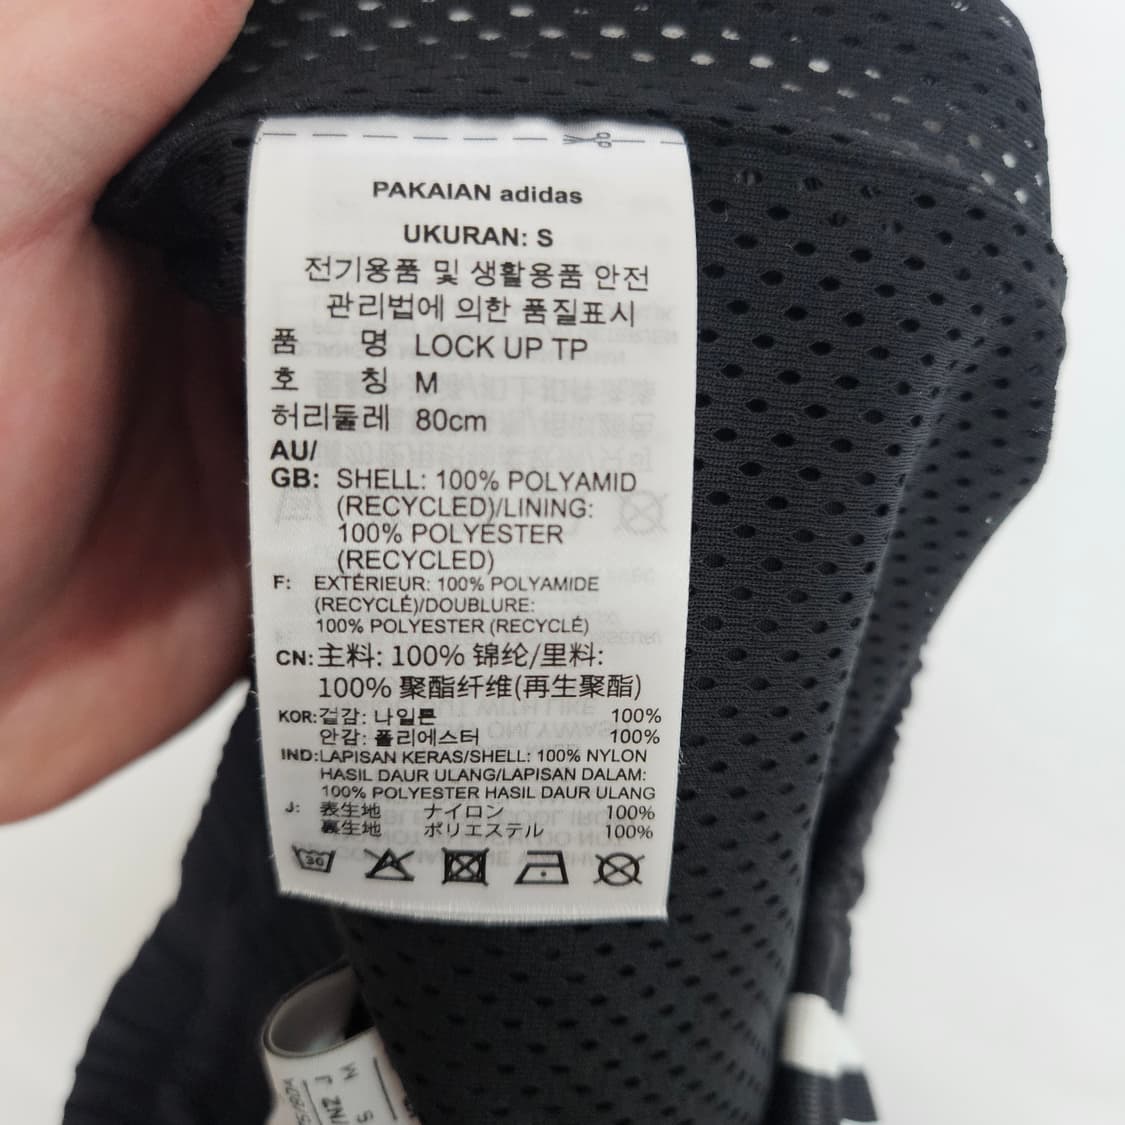 PAKAIAN adidas
UKURAN: S
전기용품 및 생활용품 안전
관리법에 의한 품질표시
품 명 LOCK UP TP
호 칭 M
허리둘레 80cm
AU/
GB: SHELL: 100% POLYAMID
(RECYCLED)/LINING:
100% POLYESTER
(RECYCLED)
F: EXTÉRIEUR: 100% POLYAMIDE
(RECYCLÉ)/DOUBLURE:
100% POLYESTER (RECYCLÉ)
CN: 主料: 100% 锦纶/里料:
100% 聚酯纤维(再生聚酯)
KOR: 겉감: 나일론 100%
안감: 폴리에스터 100%
IND: LAPISAN KERAS/SHELL: 100% NYLON
HASIL DAUR ULANG/LAPISAN DALAM:
100% POLYESTER HASIL DAUR ULANG
J: 表生地 ナイロン 100%
裏生地 ポリエステル 100%
30